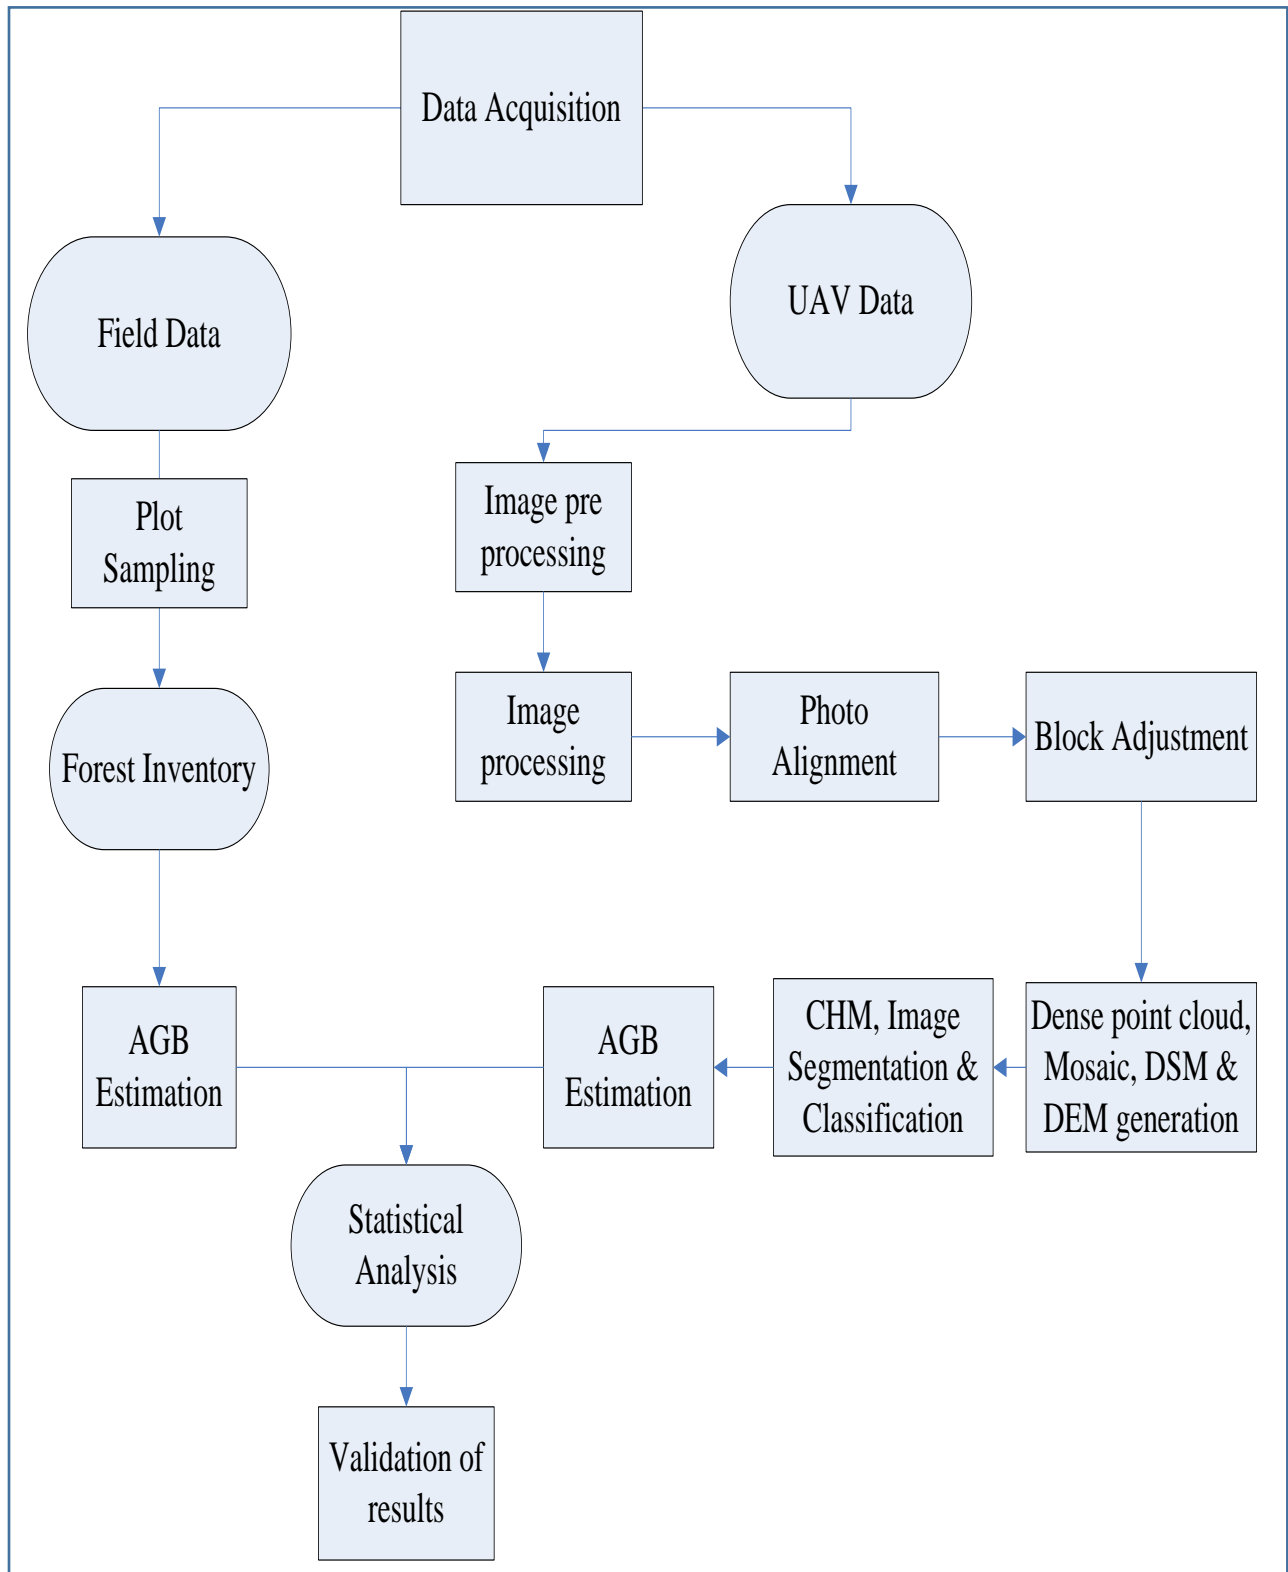 Data Acquisition
Field Data
UAV Data
Plot
Sampling
Image pre
processing
Forest Inventory
Image
processing
Photo
Alignment
Block Adjustment
AGB
Estimation
AGB
Estimation
CHM, Image
Segmentation &
Classification
Dense point cloud,
Mosaic, DSM &
DEM generation
Statistical
Analysis
Validation of
results